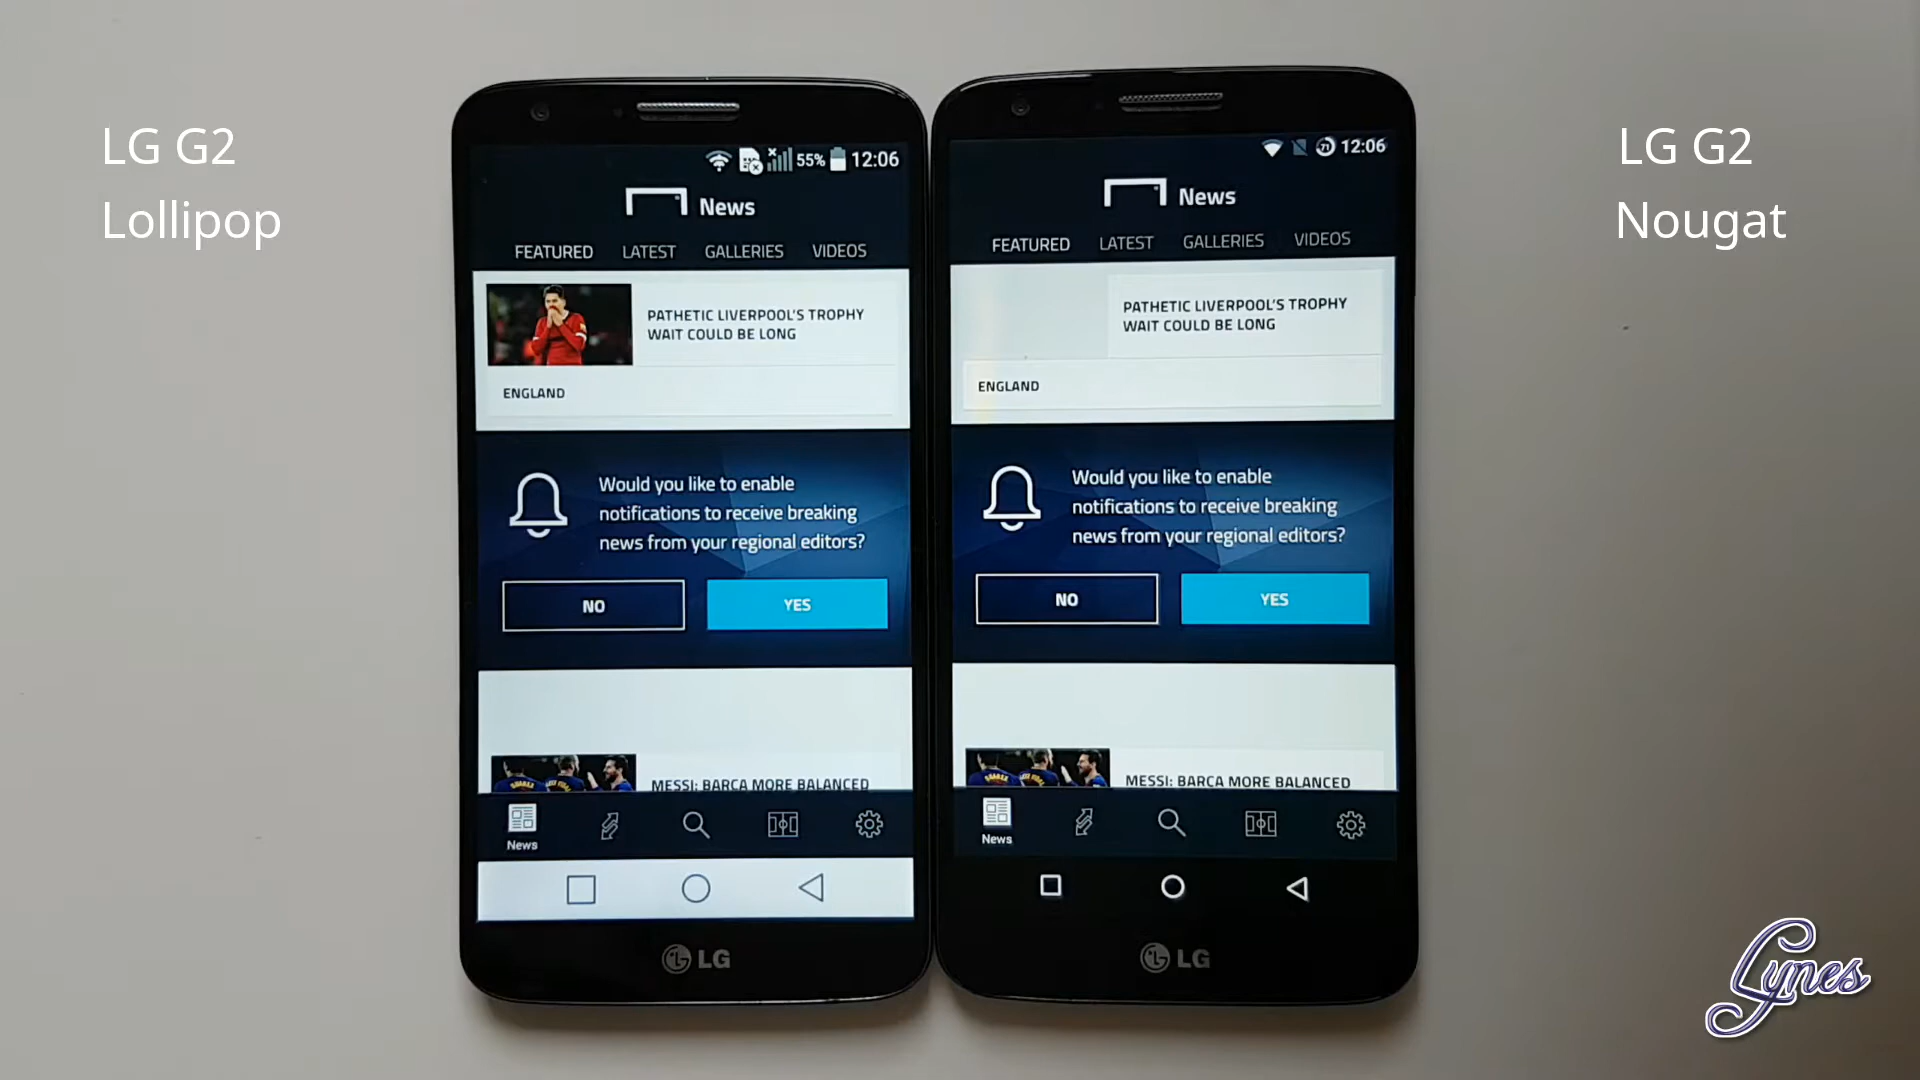 LG G2
Lollipop
LG G2
Nougat
55% 12:06
News
FEATURED LATEST GALLERIES VIDEOS
PATHETIC LIVERPOOL'S TROPHY
WAIT COULD BE LONG
ENGLAND
Would you like to enable
notifications to receive breaking
news from your regional editors?
NO YES
MESSI: BARCA MORE BALANCED
News
LG
71 12:06
News
FEATURED LATEST GALLERIES VIDEOS
PATHETIC LIVERPOOL'S TROPHY
WAIT COULD BE LONG
ENGLAND
Would you like to enable
notifications to receive breaking
news from your regional editors?
NO YES
MESSI: BARCA MORE BALANCED
News
LG
Lynes